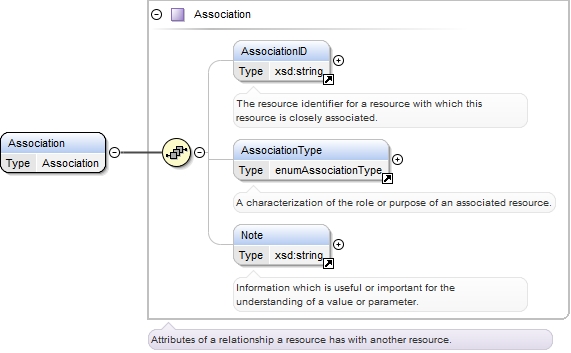 Association
AssociationID
Type xsd:string
The resource identifier for a resource with which this
resource is closely associated.
Association
Type Association
AssociationType
Type enumAssociationType
A characterization of the role or purpose of an associated resource.
Note
Type xsd:string
Information which is useful or important for the
understanding of a value or parameter.
Attributes of a relationship a resource has with another resource.